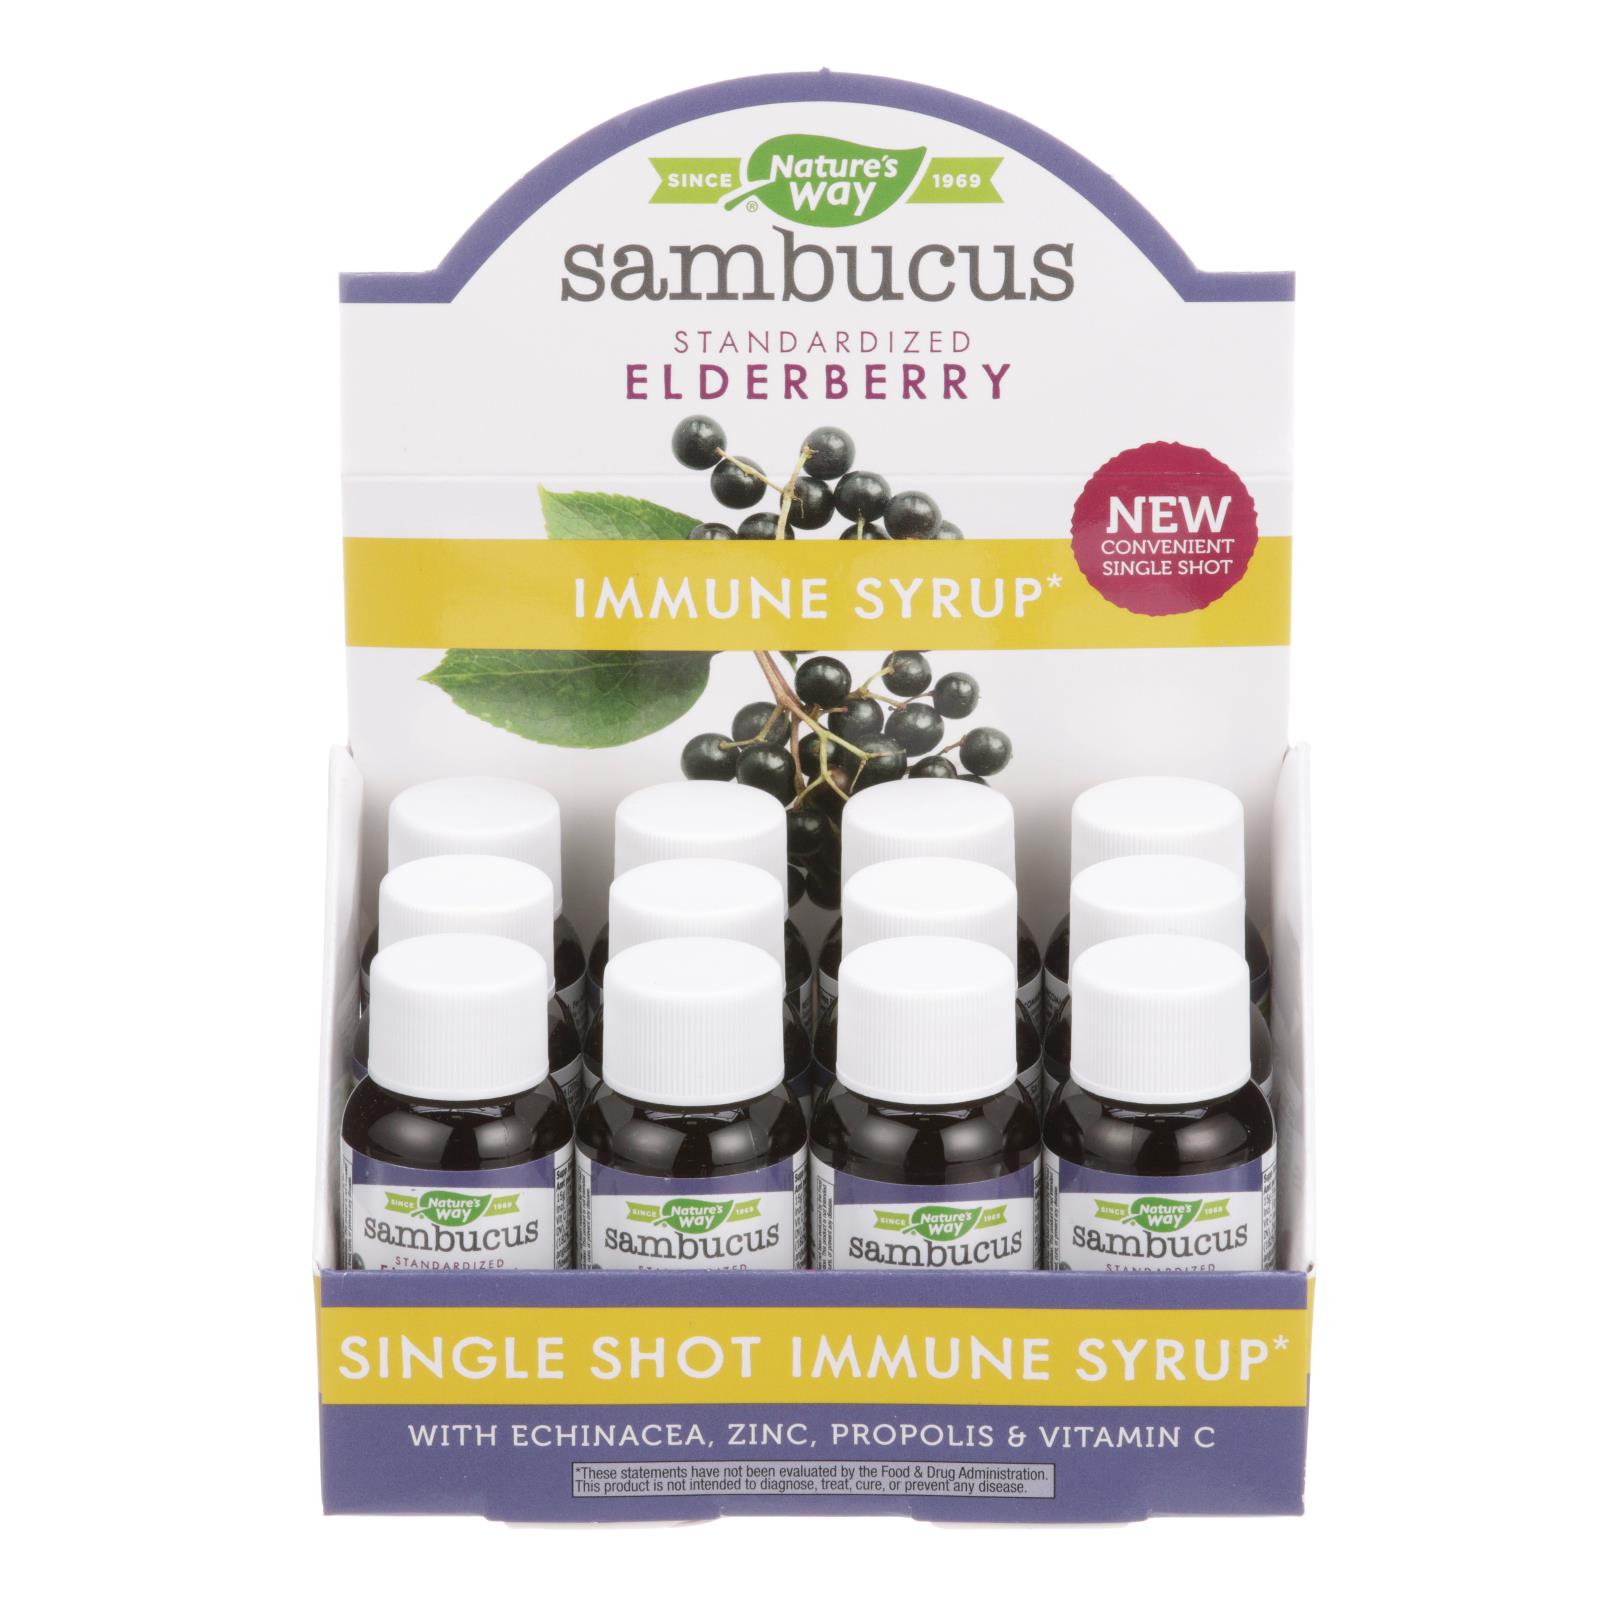 SINCE Nature's Way® 1969
sambucus
STANDARDIZED
ELDERBERRY
NEW
CONVENIENT
SINGLE SHOT
IMMUNE SYRUP*
SINCE Nature's Way 1969
sambucus
STANDARDIZED
SINCE Nature's Way 1969
sambucus
SINCE Nature's Way 1969
sambucus
SINCE Nature's Way 1969
sambucus
STANDARDIZED
SINGLE SHOT IMMUNE SYRUP*
WITH ECHINACEA, ZINC, PROPOLIS & VITAMIN C
*These statements have not been evaluated by the Food & Drug Administration.
This product is not intended to diagnose, treat, cure, or prevent any disease.